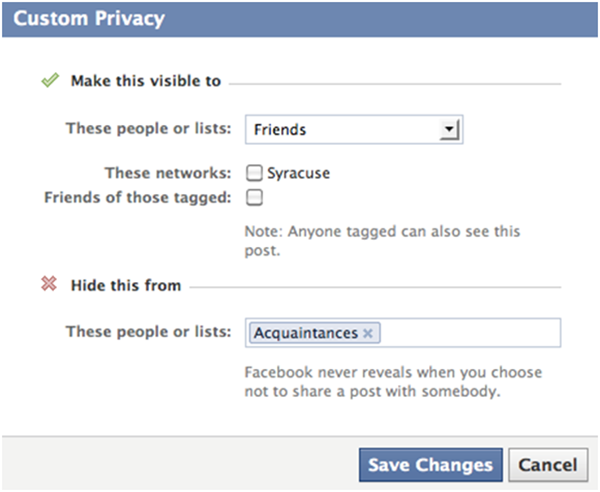 Custom Privacy
Make this visible to
These people or lists: Friends
These networks: Syracuse
Friends of those tagged:
Note: Anyone tagged can also see this
post.
Hide this from
These people or lists: Acquaintances ×
Facebook never reveals when you choose
not to share a post with somebody.
Save Changes Cancel